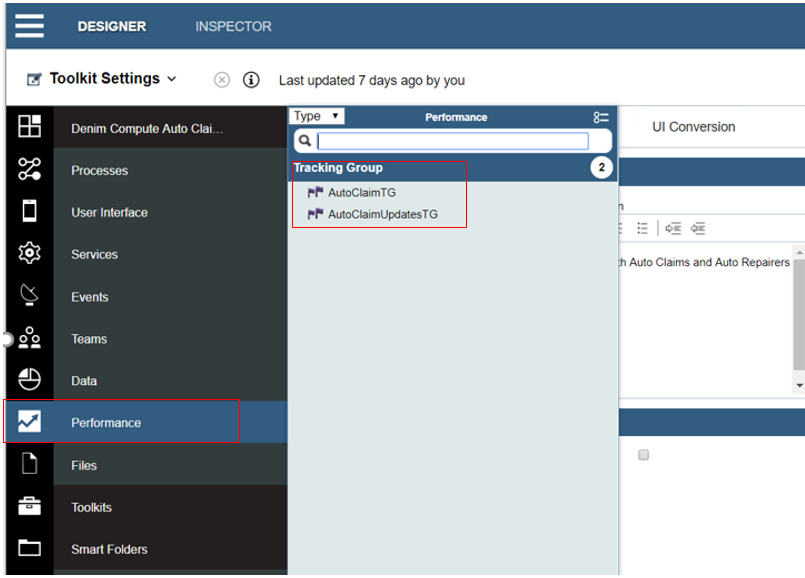 DESIGNER INSPECTOR
Toolkit Settings Last updated 7 days ago by you
Denim Compute Auto Clai...
Processes
User Interface
Services
Events
Teams
Data
Performance
Files
Toolkits
Smart Folders
Type Performance
Tracking Group 2
AutoClaimTG
AutoClaimUpdatesTG
UI Conversion
n
th Auto Claims and Auto Repairers